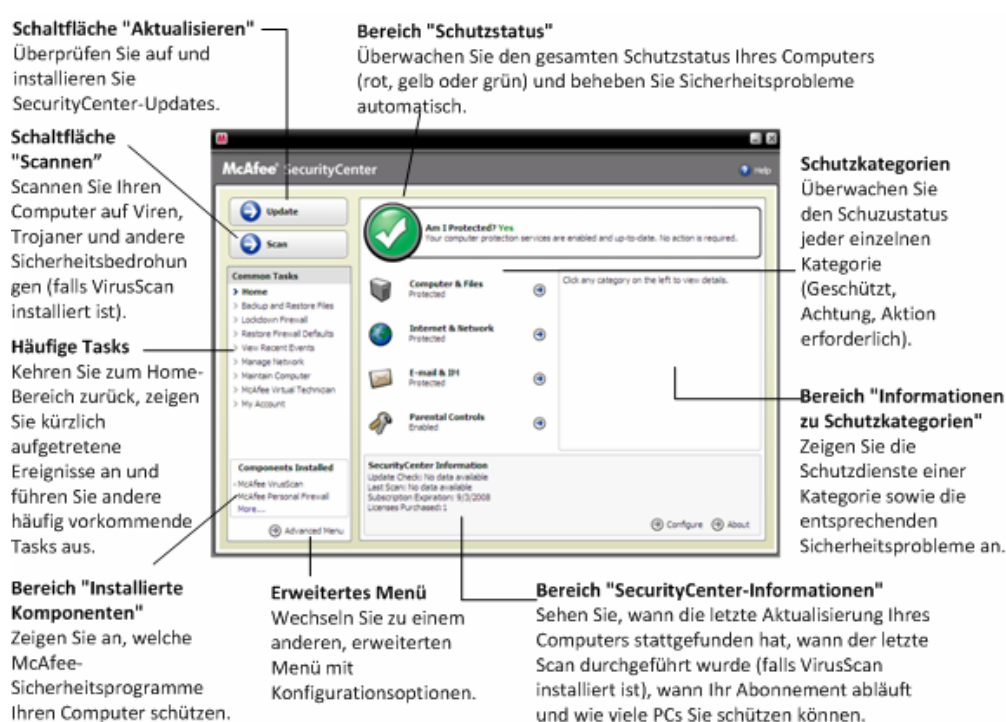 Schaltfläche "Aktualisieren"
Überprüfen Sie auf und
installieren Sie
SecurityCenter-Updates.
Bereich "Schutzstatus"
Überwachen Sie den gesamten Schutzstatus Ihres Computers
(rot, gelb oder grün) und beheben Sie Sicherheitsprobleme
automatisch.
Schaltfläche
"Scannen"
Scannen Sie Ihren
Computer auf Viren,
Trojaner und andere
Sicherheitsbedrohun
gen (falls VirusScan
installiert ist).
Häufige Tasks
Kehren Sie zum Home-
Bereich zurück, zeigen
Sie kürzlich
aufgetretene
Ereignisse an und
führen Sie andere
häufig vorkommende
Tasks aus.
McAfee® SecurityCenter
Help
Update
Scan
Common Tasks
> Home
> Backup and Restore Files
> Lockdown Firewall
> Restore Firewall Defaults
> View Recent Events
> Manage Network
> Maintain Computer
> McAfee Virtual Technician
> My Account
Components Installed
- McAfee VirusScan
- McAfee Personal Firewall
More...
Advanced Menu
Am I Protected? Yes
Your computer protection services are enabled and up-to-date. No action is required.
Computer & Files
Protected
Internet & Network
Protected
E-mail & IM
Protected
Parental Controls
Enabled
Click any category on the left to view details.
SecurityCenter Information
Update Check: No data available
Last Scan: No data available
Subscription Expiration: 9/3/2008
Licenses Purchased: 1
Configure
About
Schutzkategorien
Überwachen Sie
den Schuzustatus
jeder einzelnen
Kategorie
(Geschützt,
Achtung, Aktion
erforderlich).
Bereich "Informationen
zu Schutzkategorien"
Zeigen Sie die
Schutzdienste einer
Kategorie sowie die
entsprechenden
Sicherheitsprobleme an.
Bereich "Installierte
Komponenten"
Zeigen Sie an, welche
McAfee-
Sicherheitsprogramme
Ihren Computer schützen.
Erweitertes Menü
Wechseln Sie zu einem
anderen, erweiterten
Menü mit
Konfigurationsoptionen.
Bereich "SecurityCenter-Informationen"
Sehen Sie, wann die letzte Aktualisierung Ihres
Computers stattgefunden hat, wann der letzte
Scan durchgeführt wurde (falls VirusScan
installiert ist), wann Ihr Abonnement abläuft
und wie viele PCs Sie schützen können.